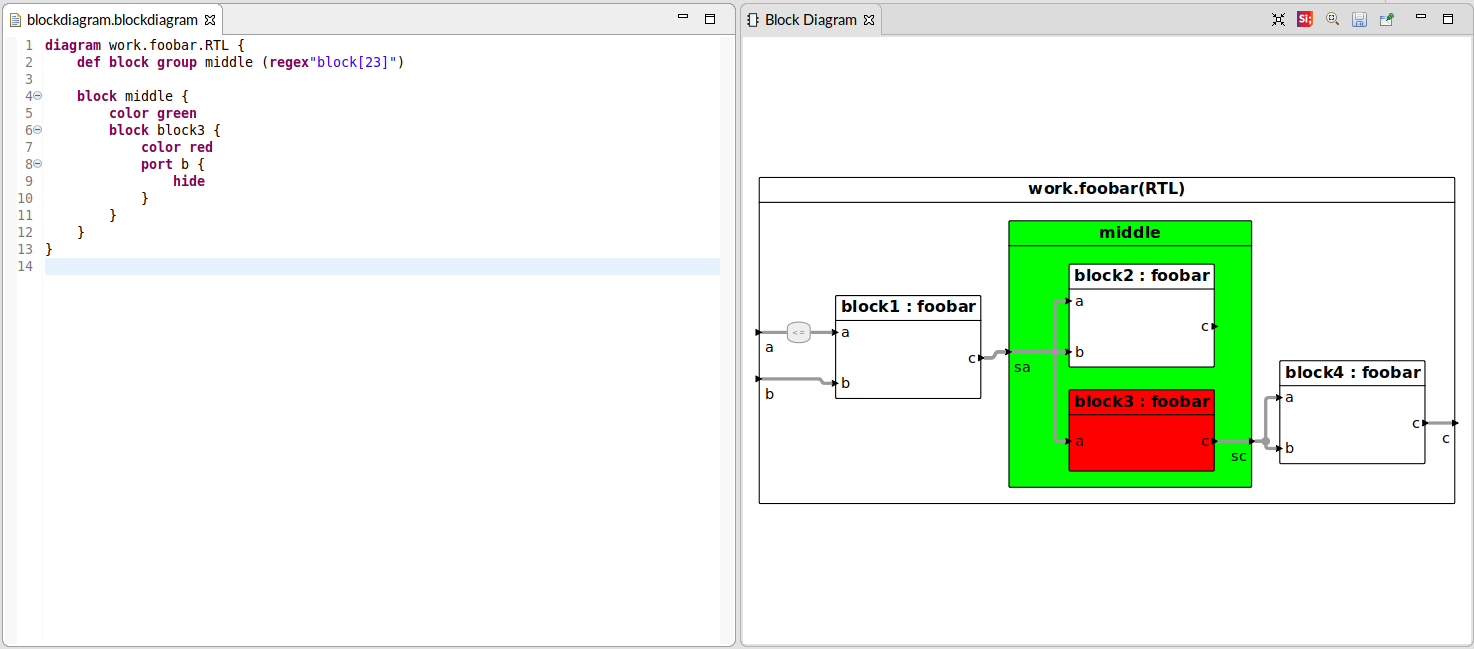 blockdiagram.blockdiagram
1 diagram work.foobar.RTL {
2     def block group middle (regex"block[23]")
3
4     block middle {
5         color green
6         block block3 {
7             color red
8             port b {
9                 hide
10             }
11         }
12     }
13 }
14
Block Diagram
Si;
work.foobar(RTL)
middle
block2 : foobar
a
c
b
block1 : foobar
<=
a
a
c
sa
b
b
block3 : foobar
a
c
sc
block4 : foobar
a
c
c
b